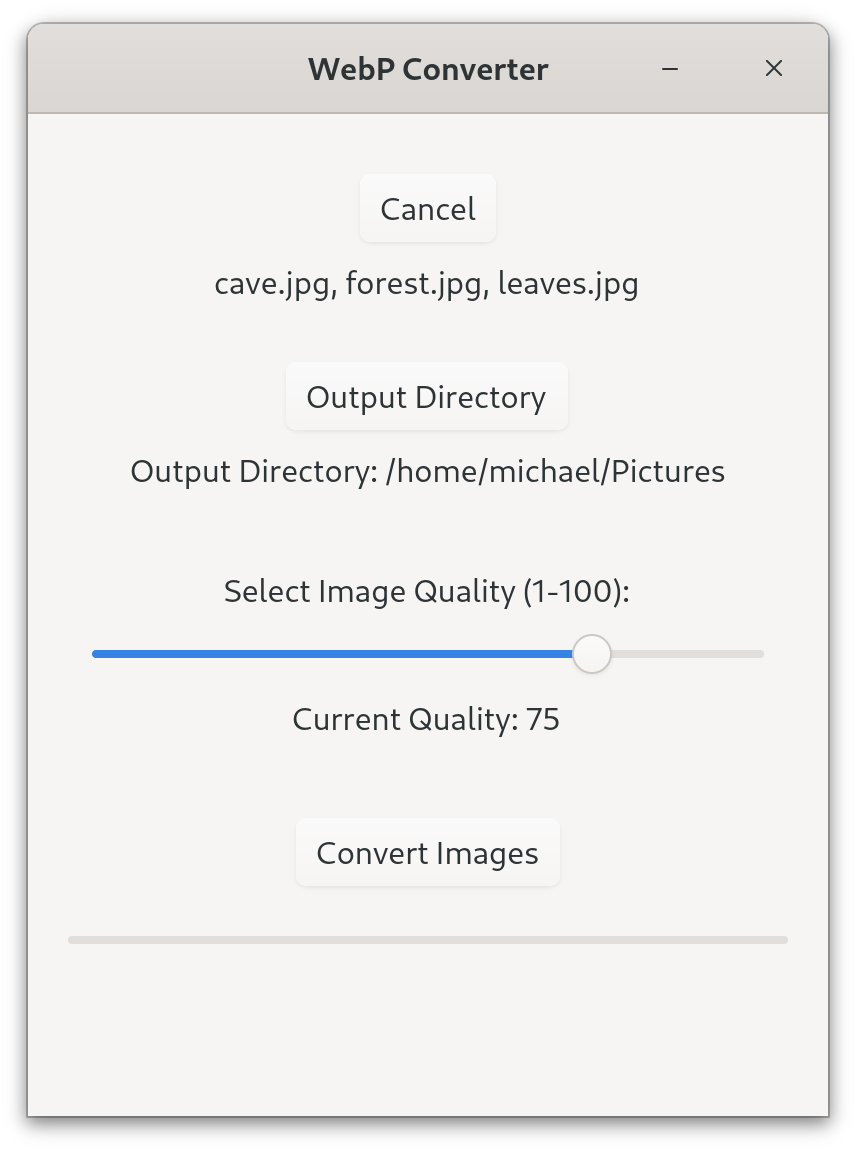 WebP Converter
Cancel
cave.jpg, forest.jpg, leaves.jpg
Output Directory
Output Directory: /home/michael/Pictures
Select Image Quality (1-100):
Current Quality: 75
Convert Images